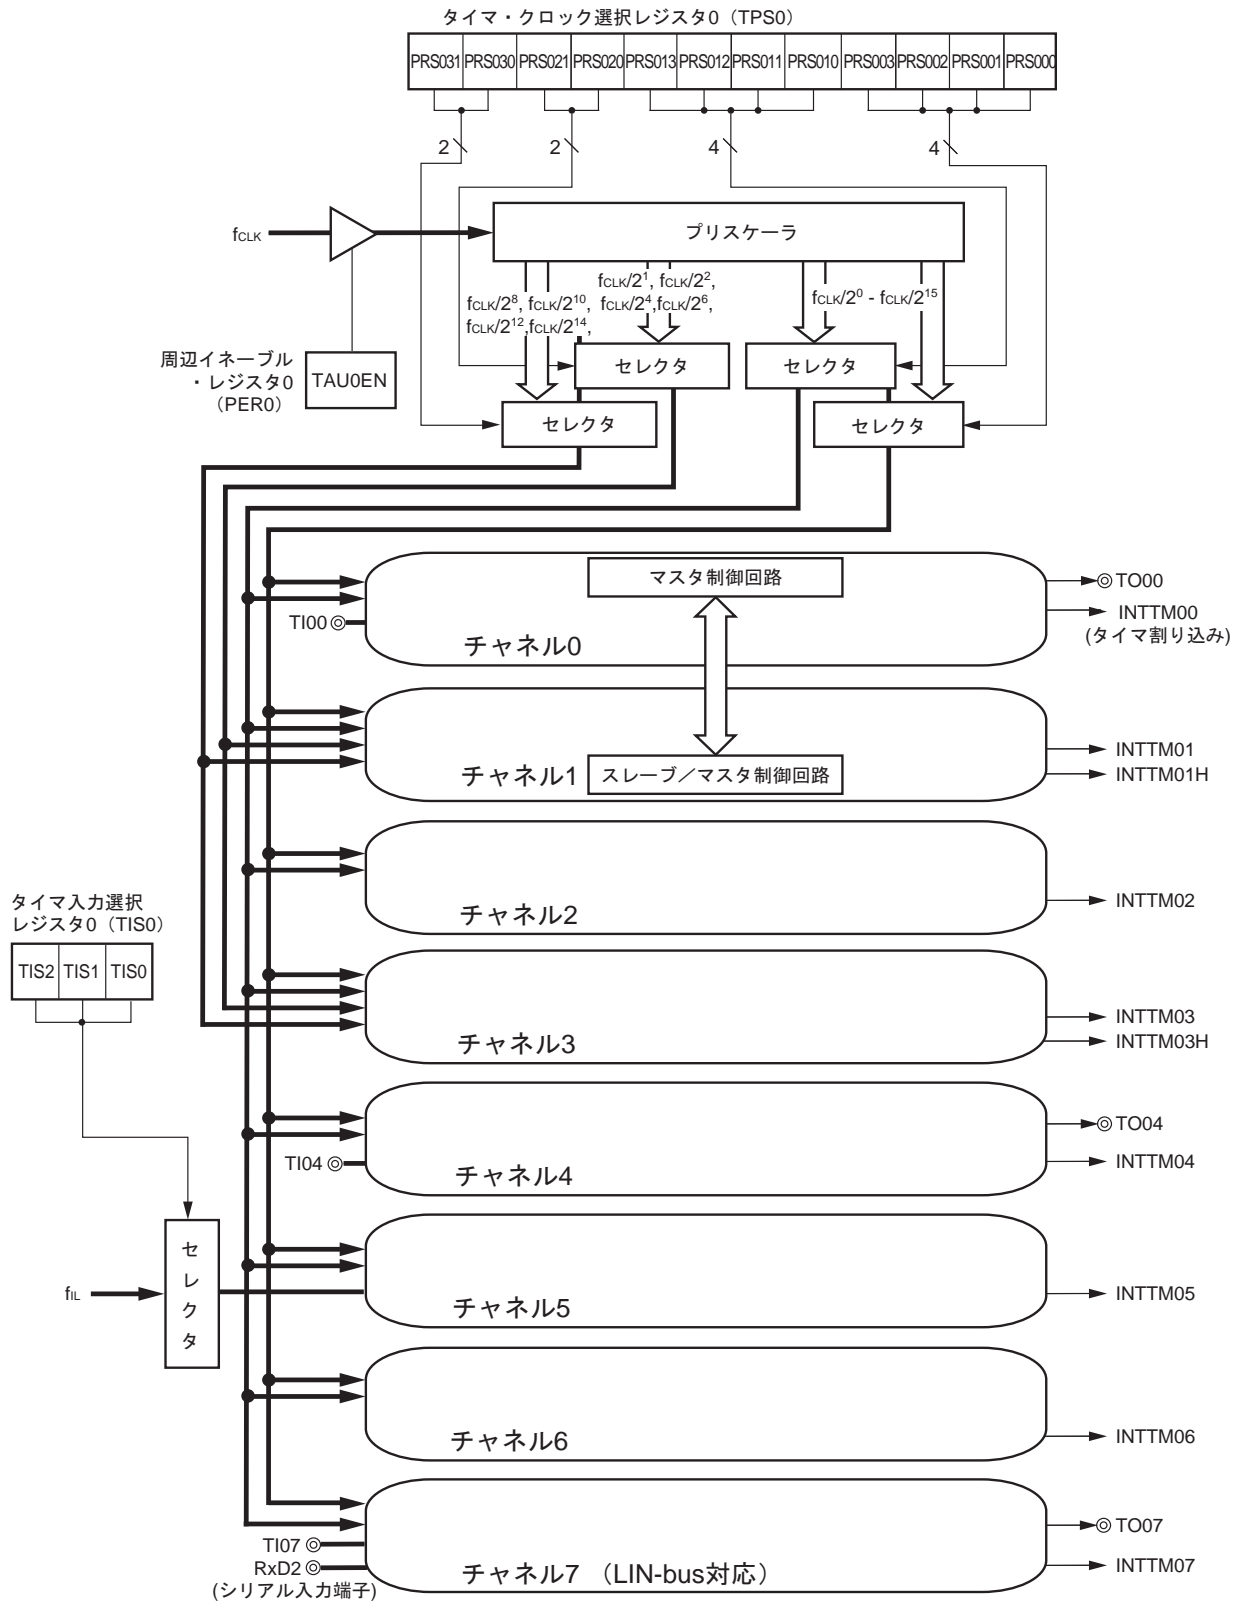 タイマ・クロック選択レジスタ0（TPS0）
PRS031 PRS030 PRS021 PRS020 PRS013 PRS012 PRS011 PRS010 PRS003 PRS002 PRS001 PRS000
2 2 4 4
fCLK
プリスケーラ
fCLK/2⁸, fCLK/2¹⁰,
fCLK/2¹²,fCLK/2¹⁴,
fCLK/2¹, fCLK/2²,
fCLK/2⁴,fCLK/2⁶,
fCLK/2⁰ - fCLK/2¹⁵
周辺イネーブル
・レジスタ0
（PER0）
TAU0EN
セレクタ
セレクタ
セレクタ
セレクタ
マスタ制御回路
TO00
TI00
チャネル0
INTTM00
(タイマ割り込み)
チャネル1
スレーブ／マスタ制御回路
INTTM01
INTTM01H
チャネル2
INTTM02
タイマ入力選択
レジスタ0（TIS0）
TIS2 TIS1 TIS0
チャネル3
INTTM03
INTTM03H
TI04
チャネル4
TO04
INTTM04
セレクタ
fIL
チャネル5
INTTM05
チャネル6
INTTM06
TI07
RxD2
(シリアル入力端子)
チャネル7 （LIN-bus対応）
TO07
INTTM07